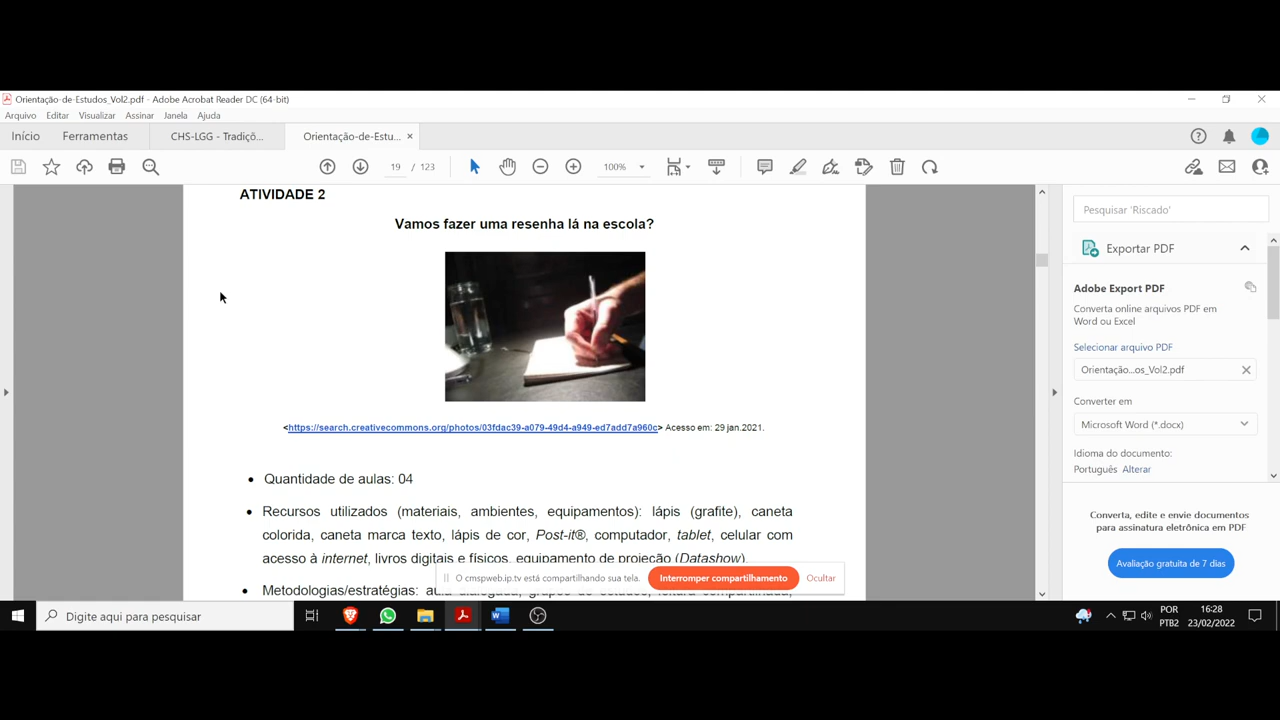 Orientação-de-Estudos_Vol2.pdf - Adobe Acrobat Reader DC (64-bit)
Arquivo Editar Visualizar Assinar Janela Ajuda
Início Ferramentas CHS-LGG - Tradiçõ... Orientação-de-Estu... ×
19 / 123 100%
ATIVIDADE 2
Vamos fazer uma resenha lá na escola?
<https://search.creativecommons.org/photos/03fdac39-a079-49d4-a949-ed7add7a960c> Acesso em: 29 jan.2021.
• Quantidade de aulas: 04
• Recursos utilizados (materiais, ambientes, equipamentos): lápis (grafite), caneta
colorida, caneta marca texto, lápis de cor, Post-it®, computador, tablet, celular com
acesso à internet, livros digitais e físicos, equipamento de projeção (Datashow).
• Metodologias/estratégias: aula dialogada, grupos de estudos, leitura compartilhada,
Pesquisar 'Riscado'
Exportar PDF
Adobe Export PDF
Converta online arquivos PDF em
Word ou Excel
Selecionar arquivo PDF
Orientação...os_Vol2.pdf
Converter em
Microsoft Word (*.docx)
Idioma do documento:
Português Alterar
Converta, edite e envie documentos
para assinatura eletrônica em PDF
Avaliação gratuita de 7 dias
O cmspweb.ip.tv está compartilhando sua tela. Interromper compartilhamento Ocultar
Digite aqui para pesquisar
POR
PTB2
16:28
23/02/2022